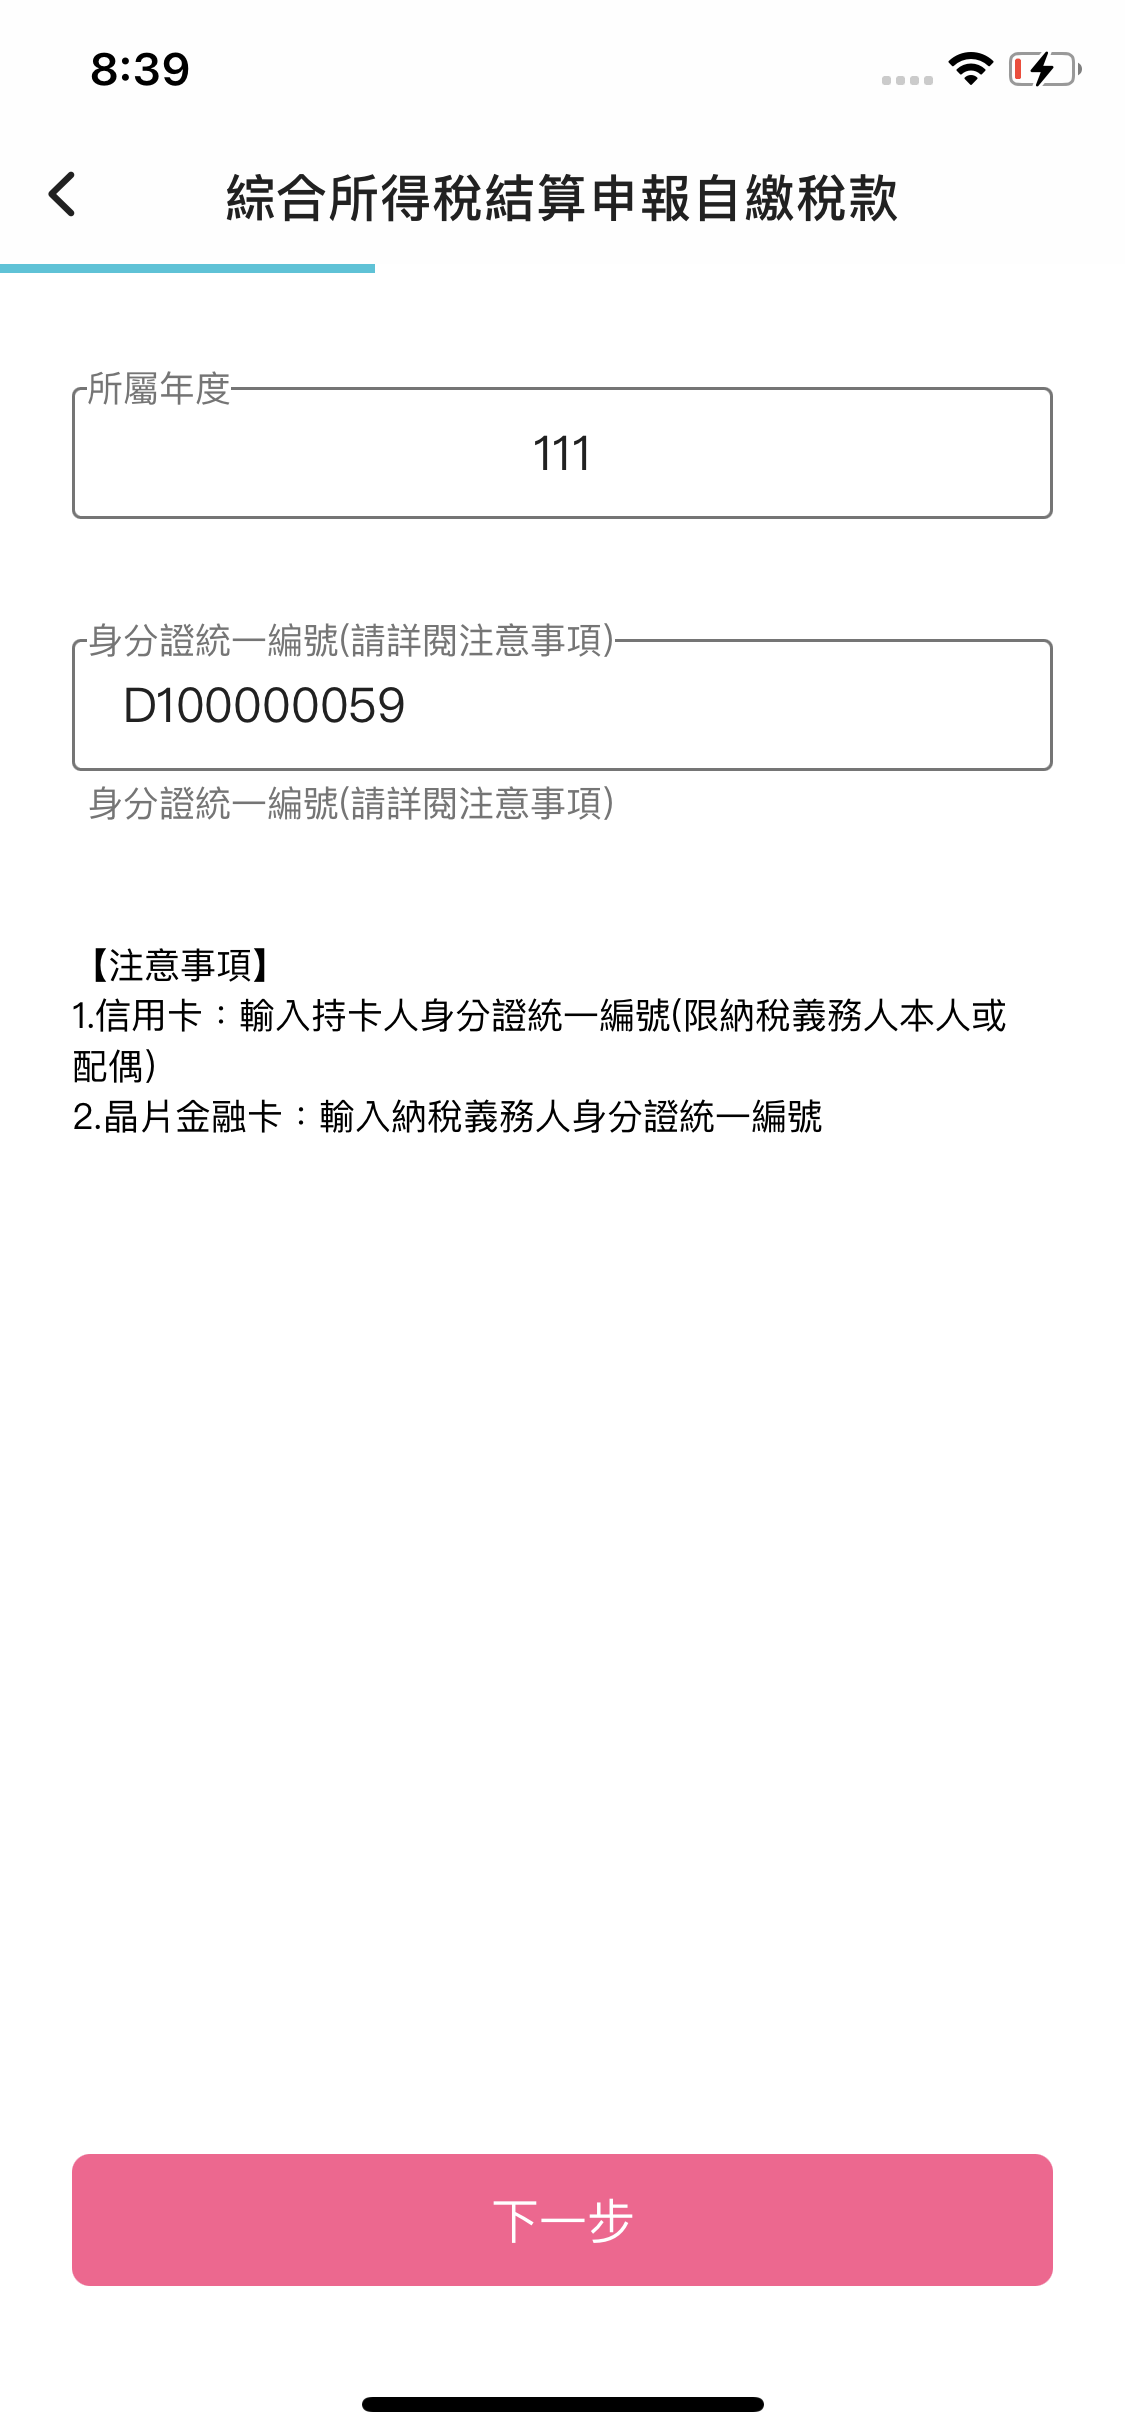 8:39
綜合所得稅結算申報自繳稅款
所屬年度
111
身分證統一編號(請詳閱注意事項)
D100000059
身分證統一編號(請詳閱注意事項)
【注意事項】
1.信用卡：輸入持卡人身分證統一編號(限納稅義務人本人或
配偶)
2.晶片金融卡：輸入納稅義務人身分證統一編號
下一步